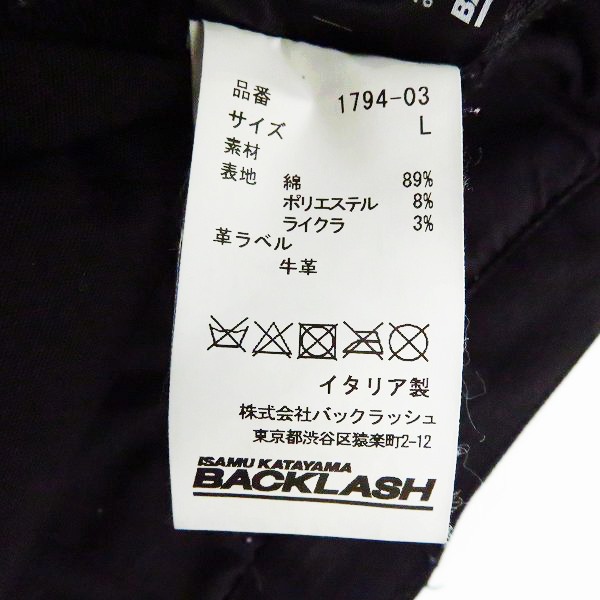 品番 1794-03
サイズ L
素材
表地 綿 89%
ポリエステル 8%
ライクラ 3%
革ラベル
牛革
イタリア製
株式会社バックラッシュ
東京都渋谷区猿楽町2-12
ISAMU KATAYAMA
BACKLASH